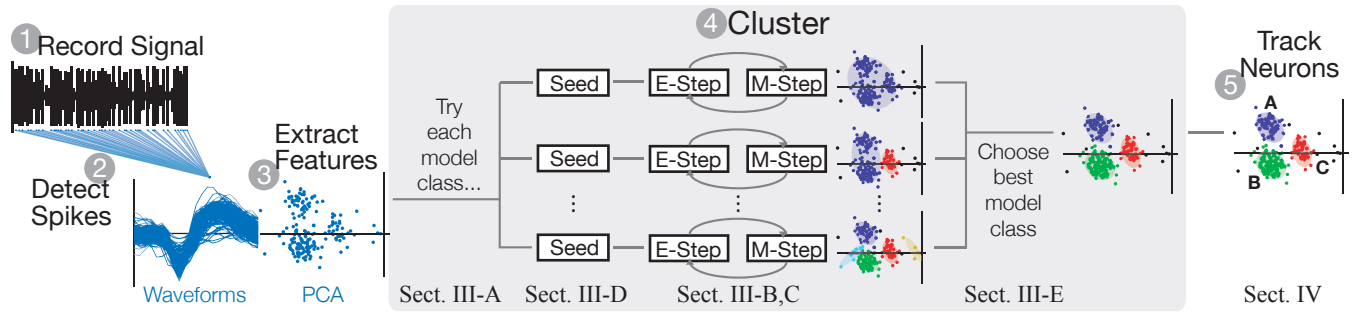 1 Record Signal
2 Detect
Spikes
Waveforms
3 Extract
Features
PCA
4 Cluster
Try
each
model
class...
Sect. III-A
Seed
Seed
⋮
Seed
Sect. III-D
E-Step M-Step
E-Step M-Step
⋮
E-Step M-Step
Sect. III-B,C
⋮
Choose
best
model
class
Sect. III-E
5 Track
Neurons
A
B
C
Sect. IV